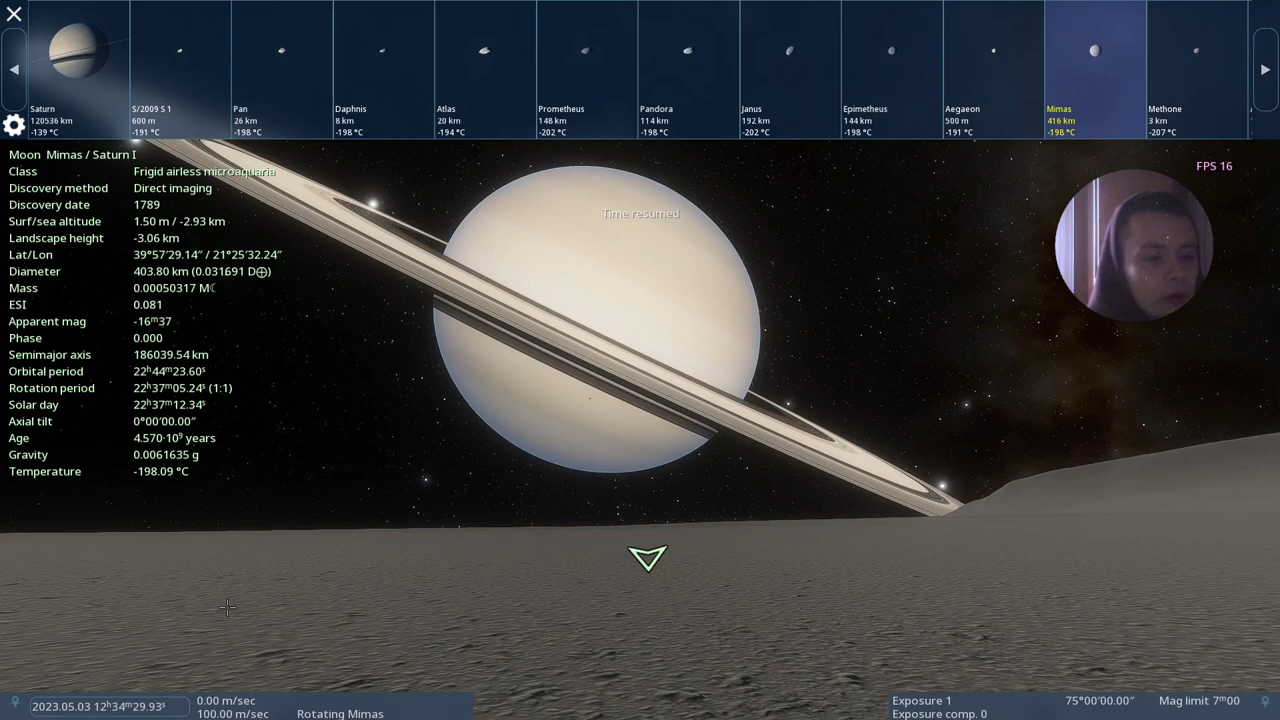 Saturn
120536 km
-139 °C
S/2009 S 1
600 m
-191 °C
Pan
26 km
-198 °C
Daphnis
8 km
-198 °C
Atlas
20 km
-194 °C
Prometheus
148 km
-202 °C
Pandora
114 km
-198 °C
Janus
192 km
-202 °C
Epimetheus
144 km
-198 °C
Aegaeon
500 m
-191 °C
Mimas
416 km
-198 °C
Methone
3 km
-207 °C
Moon Mimas / Saturn I
Class Frigid airless microaquaria
Discovery method Direct imaging
Discovery date 1789
Surf/sea altitude 1.50 m / -2.93 km
Landscape height -3.06 km
Lat/Lon 39°57′29.14″ / 21°25′32.24″
Diameter 403.80 km (0.031691 D⊕)
Mass 0.00050317 M☾
ESI 0.081
Apparent mag -16ᵐ37
Phase 0.000
Semimajor axis 186039.54 km
Orbital period 22ʰ44ᵐ23.60ˢ
Rotation period 22ʰ37ᵐ05.24ˢ (1:1)
Solar day 22ʰ37ᵐ12.34ˢ
Axial tilt 0°00′00.00″
Age 4.570·10⁹ years
Gravity 0.0061635 g
Temperature -198.09 °C
FPS 16
Time resumed
2023.05.03 12ʰ34ᵐ29.93ˢ
0.00 m/sec
100.00 m/sec Rotating Mimas
Exposure 1 75°00′00.00″ Mag limit 7ᵐ00
Exposure comp. 0